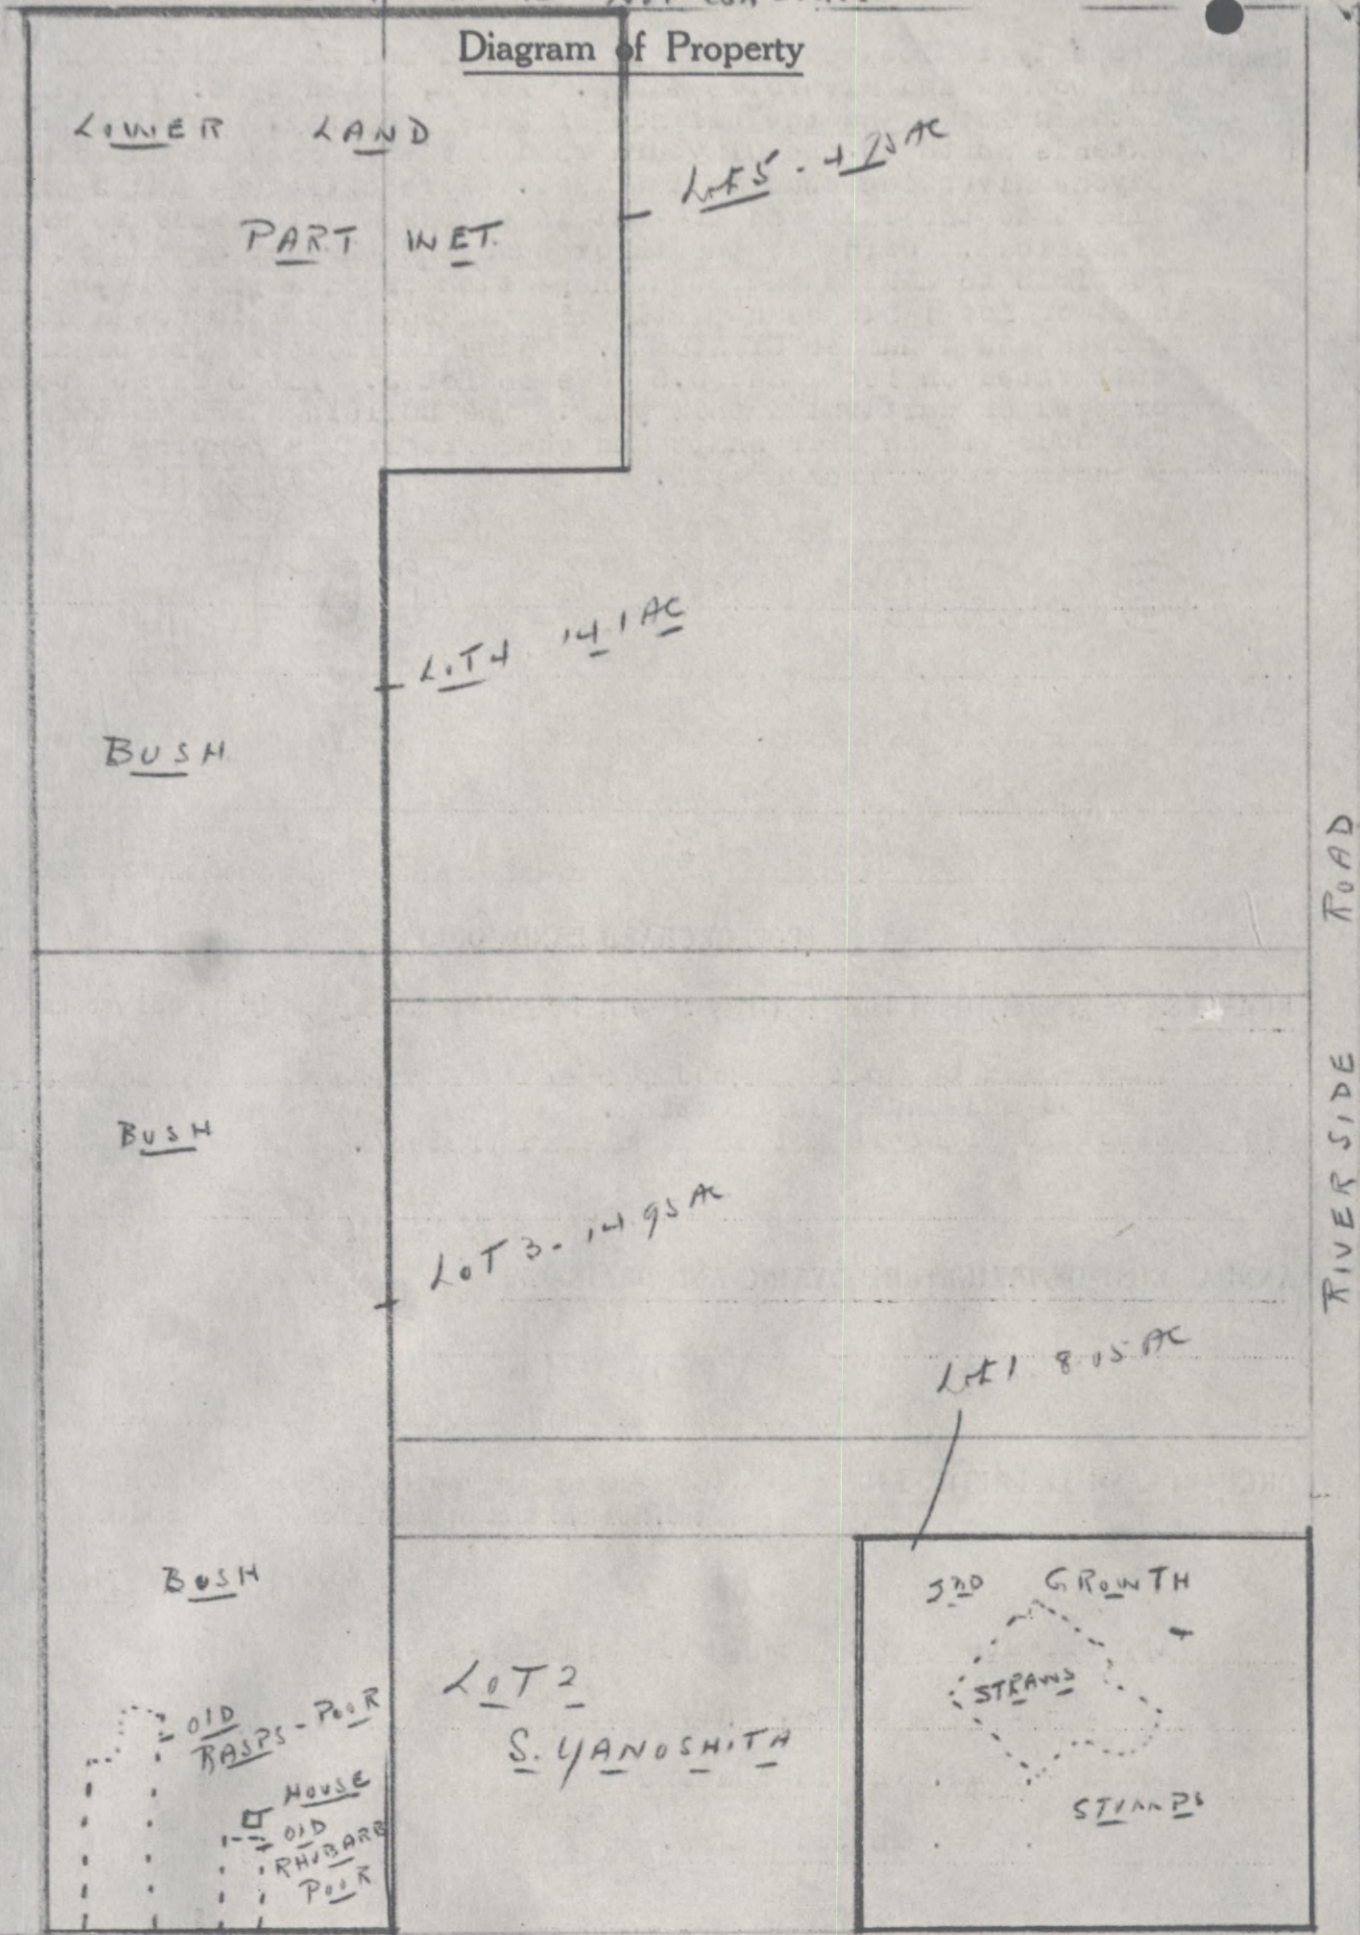 Diagram of Property
LOWER LAND
PART WET.
Lot 5 - 4.75 AC
LOT 4 14.1 AC
BUSH
BUSH
LOT 3 - 14.95 AC
Lot 1 8.05 AC
RIVERSIDE ROAD
BUSH
2ND GROWTH
STRAWS
STUMPS
LOT 2
S. YANOSHITA
OLD
RASPS - POOR
HOUSE
OLD
RHUBARB
POOR